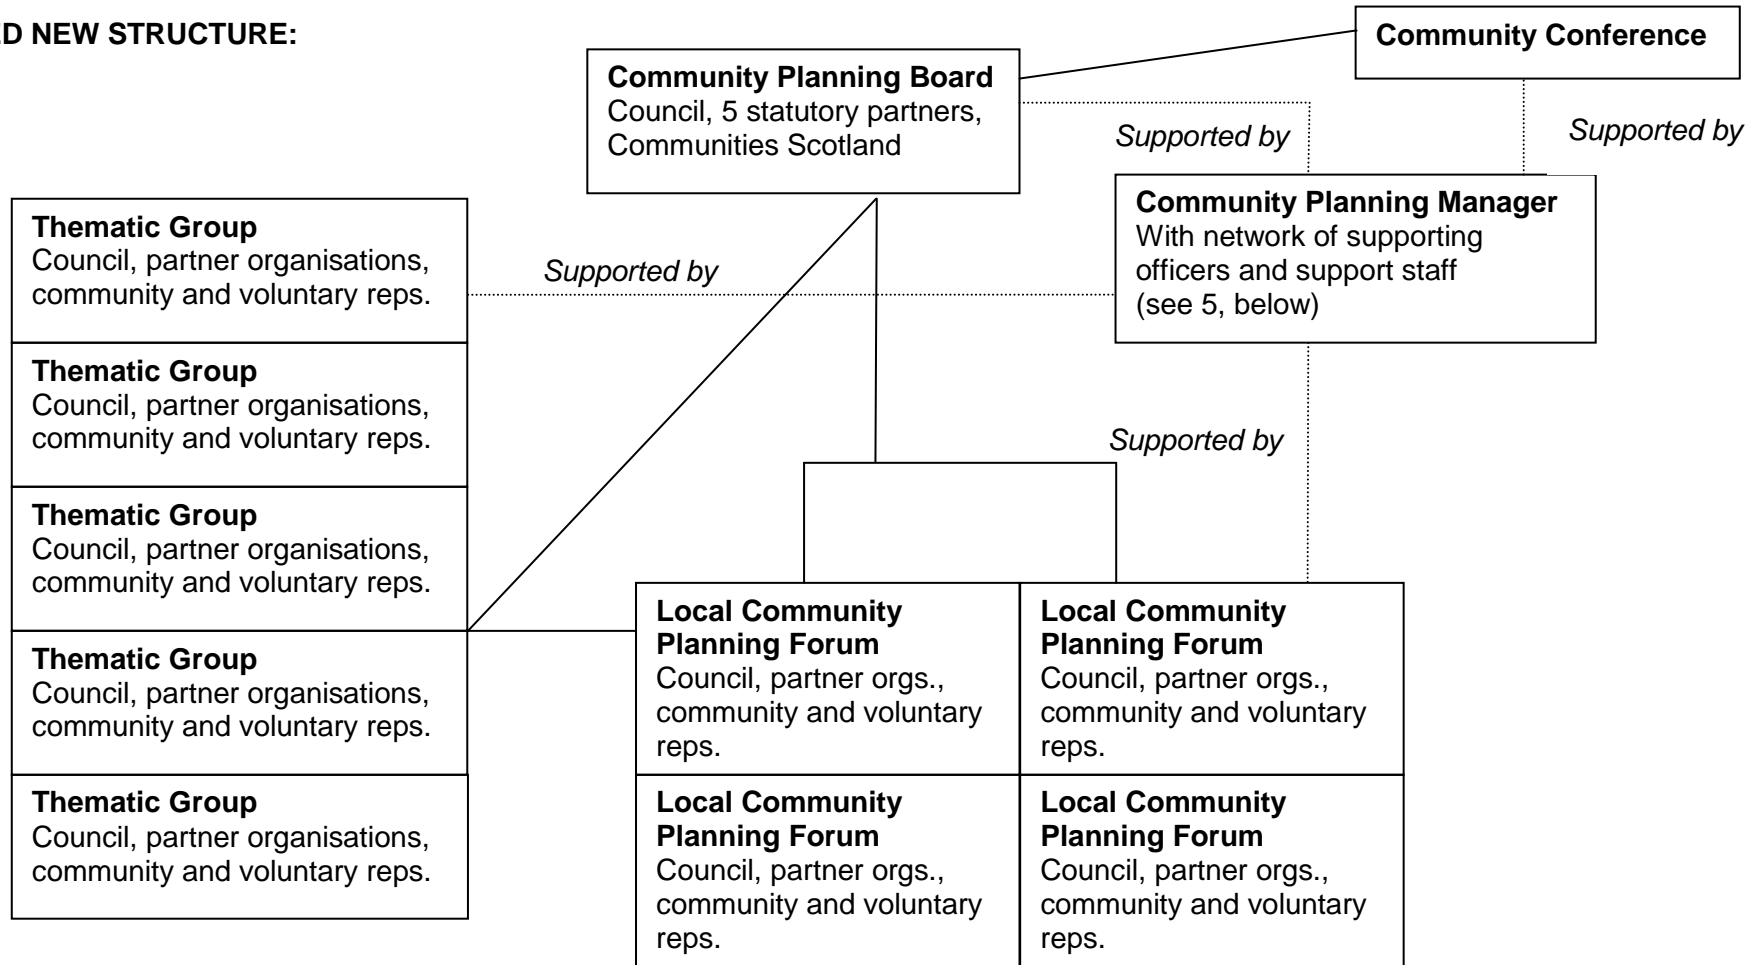 ED NEW STRUCTURE:
Community Conference
Community Planning Board
Council, 5 statutory partners,
Communities Scotland
Supported by
Supported by
Community Planning Manager
With network of supporting
officers and support staff
(see 5, below)
Thematic Group
Council, partner organisations,
community and voluntary reps.
Supported by
Thematic Group
Council, partner organisations,
community and voluntary reps.
Supported by
Thematic Group
Council, partner organisations,
community and voluntary reps.
Thematic Group
Council, partner organisations,
community and voluntary reps.
Thematic Group
Council, partner organisations,
community and voluntary reps.
Local Community
Planning Forum
Council, partner orgs.,
community and voluntary
reps.
Local Community
Planning Forum
Council, partner orgs.,
community and voluntary
reps.
Local Community
Planning Forum
Council, partner orgs.,
community and voluntary
reps.
Local Community
Planning Forum
Council, partner orgs.,
community and voluntary
reps.